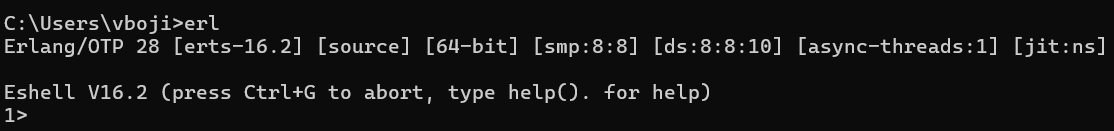 C:\Users\vboji>erl
Erlang/OTP 28 [erts-16.2] [source] [64-bit] [smp:8:8] [ds:8:8:10] [async-threads:1] [jit:ns]
Eshell V16.2 (press Ctrl+G to abort, type help(). for help)
1>